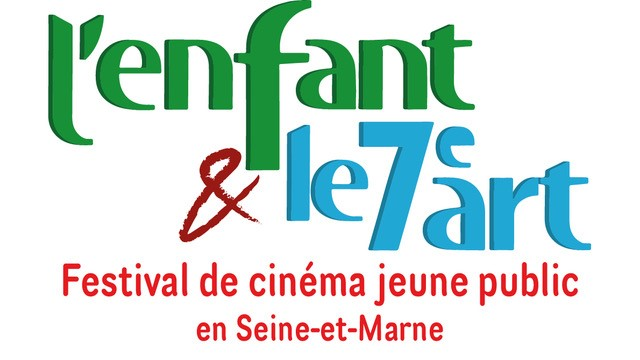 l'enfant
& le 7e art
Festival de cinéma jeune public
en Seine-et-Marne